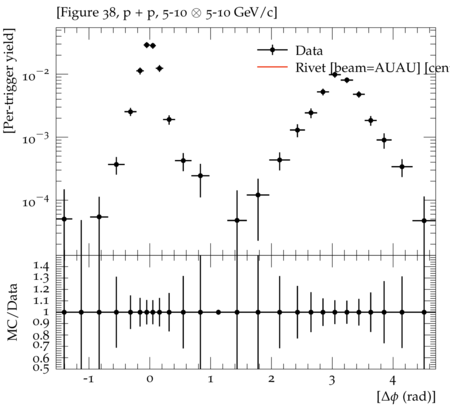 [Figure 38, p + p, 5-10 ⊗ 5-10 GeV/c]
[Per-trigger yield]
Data
Rivet [beam=AUAU] [cen
10⁻²
10⁻³
10⁻⁴
MC/Data
1.4
1.3
1.2
1.1
1
0.9
0.8
0.7
0.6
0.5
-1 0 1 2 3 4
[Δϕ (rad)]